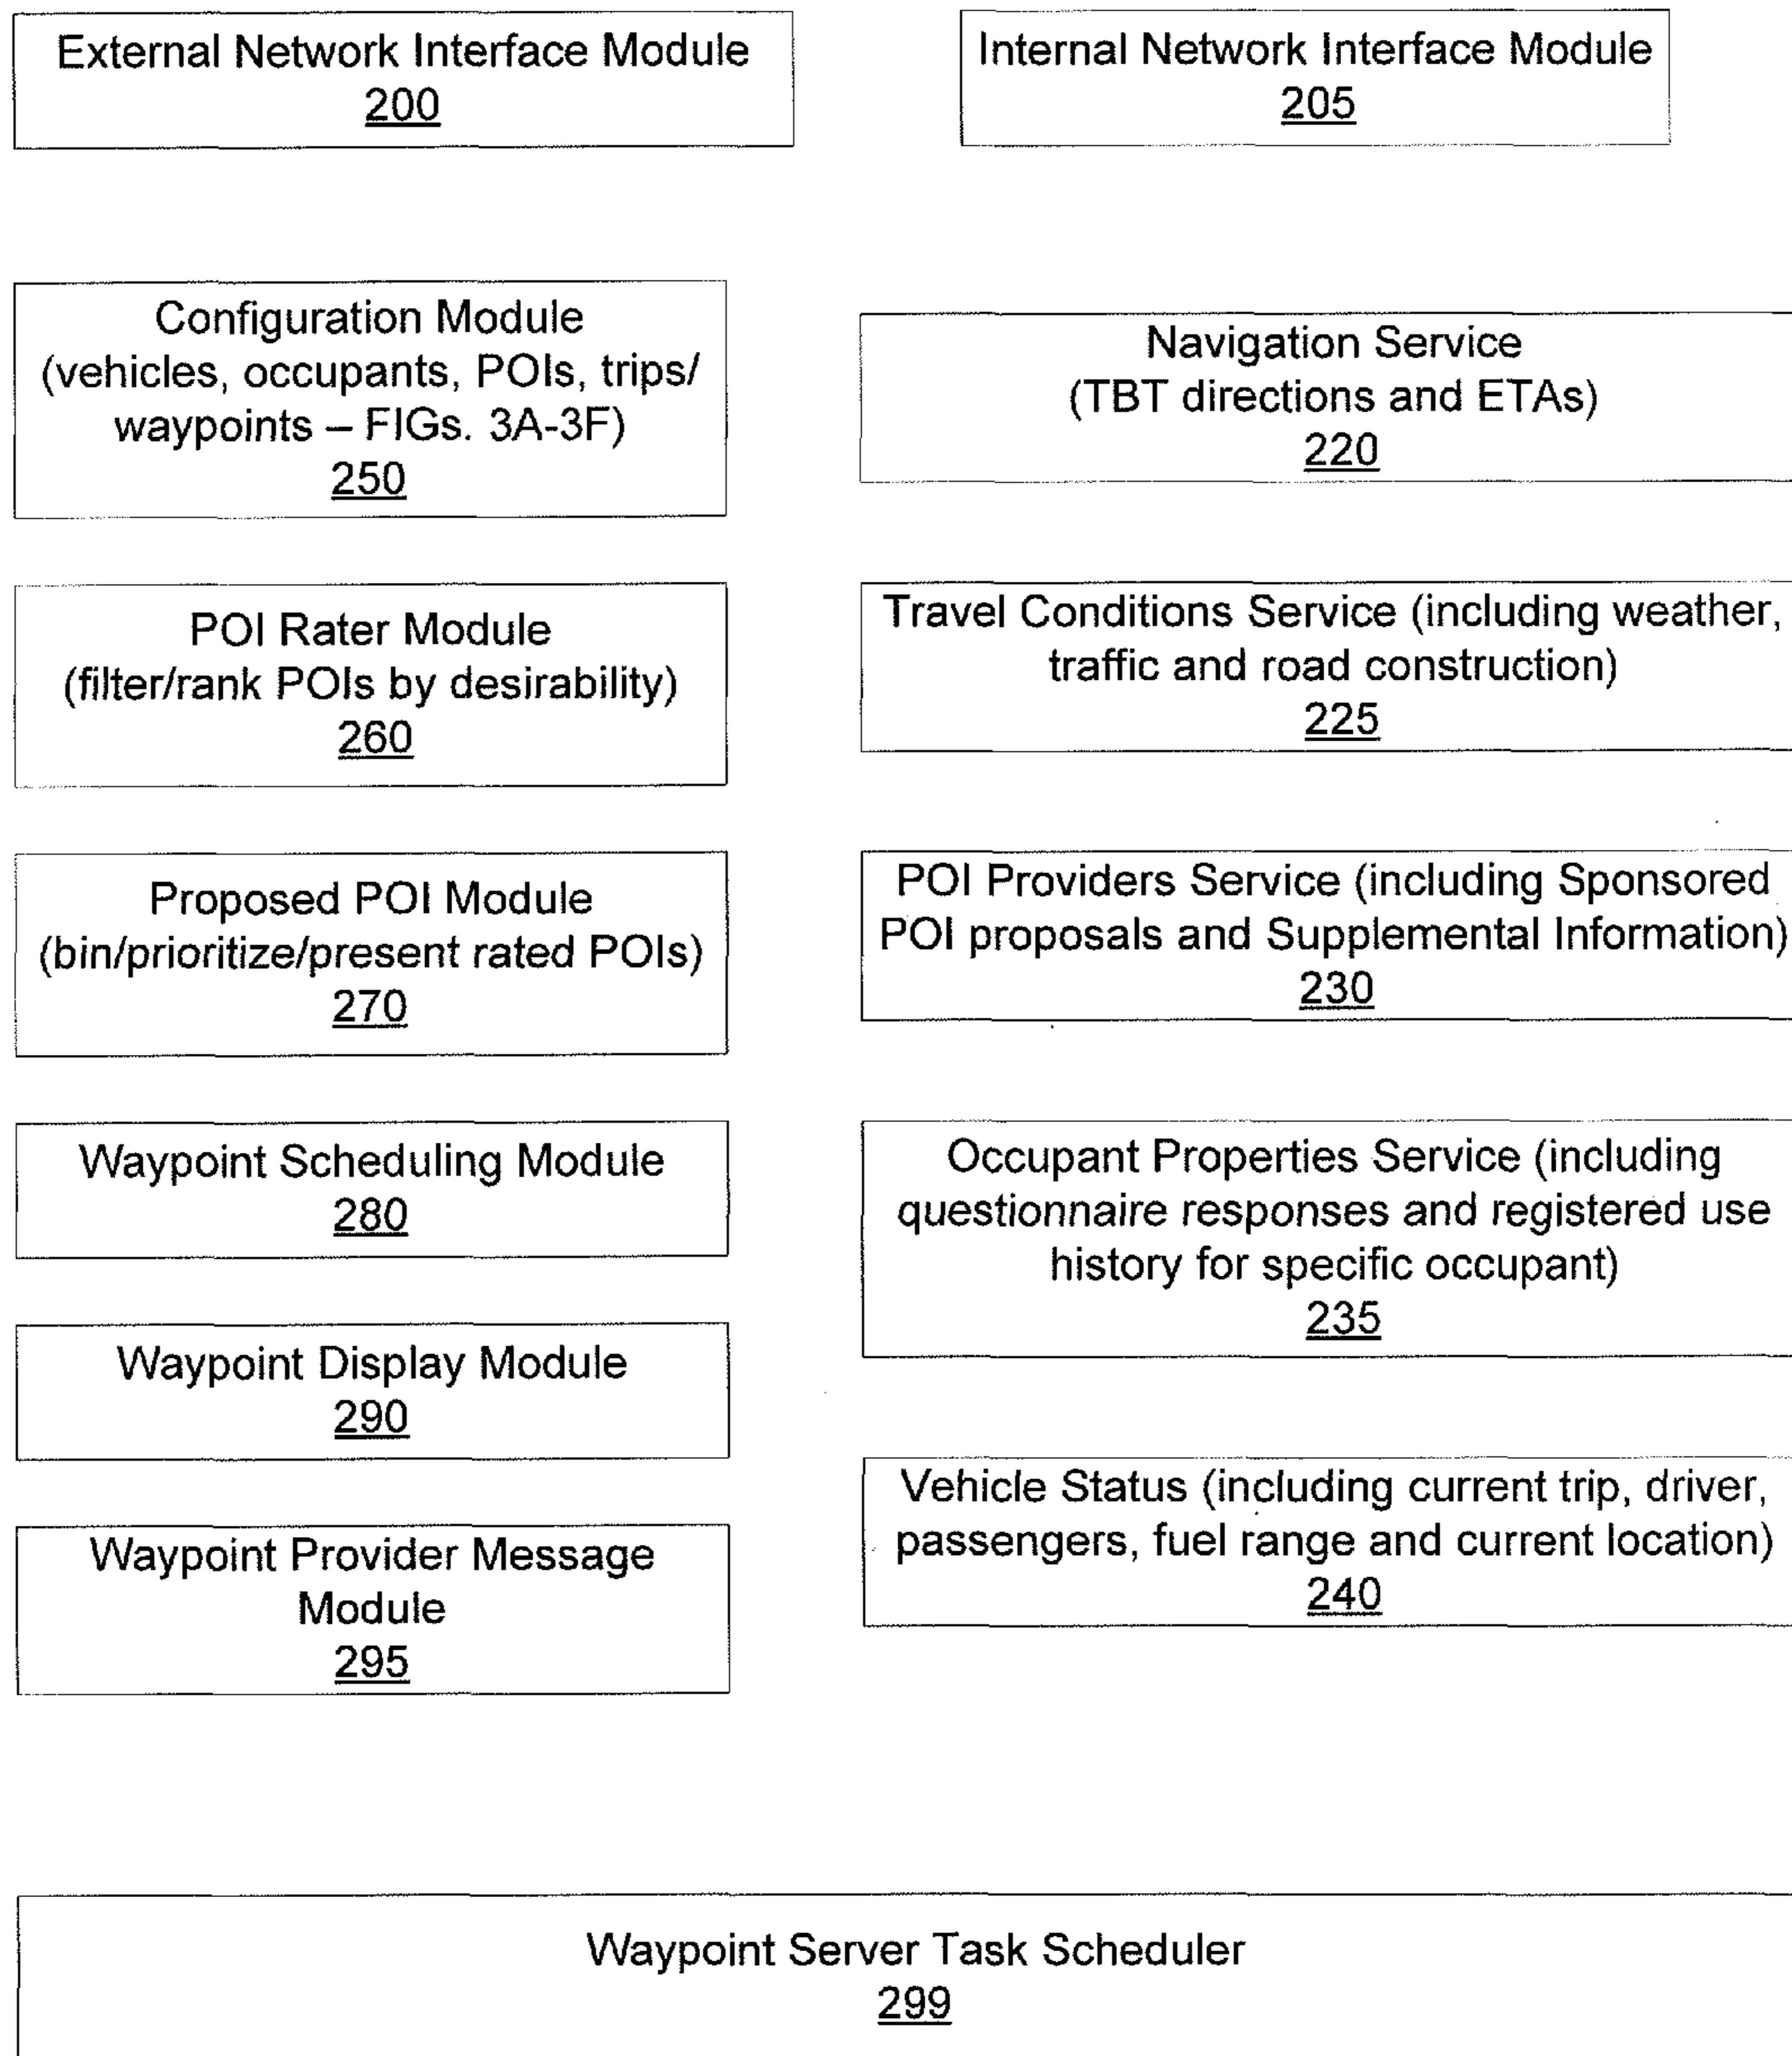 External Network Interface Module
200
Internal Network Interface Module
205
Configuration Module
(vehicles, occupants, POIs, trips/
waypoints – FIGs. 3A-3F)
250
Navigation Service
(TBT directions and ETAs)
220
POI Rater Module
(filter/rank POIs by desirability)
260
Travel Conditions Service (including weather,
traffic and road construction)
225
Proposed POI Module
(bin/prioritize/present rated POIs)
270
POI Providers Service (including Sponsored
POI proposals and Supplemental Information)
230
Waypoint Scheduling Module
280
Occupant Properties Service (including
questionnaire responses and registered use
history for specific occupant)
235
Waypoint Display Module
290
Vehicle Status (including current trip, driver,
passengers, fuel range and current location)
240
Waypoint Provider Message
Module
295
Waypoint Server Task Scheduler
299